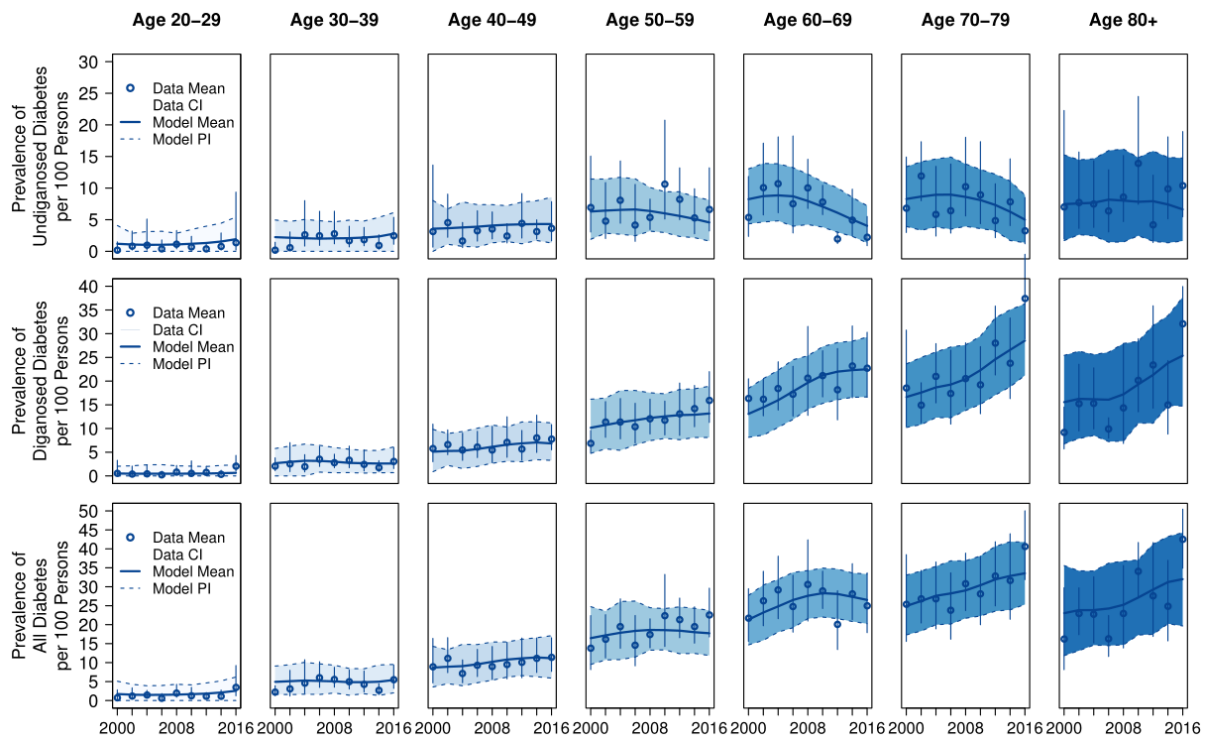 Age 20−29 Age 30−39 Age 40−49 Age 50−59 Age 60−69 Age 70−79 Age 80+
Prevalence of
Undiganosed Diabetes
per 100 Persons
30
25
20
15
10
5
0
Data Mean
Data CI
Model Mean
Model PI
Prevalence of
Diganosed Diabetes
per 100 Persons
40
35
30
25
20
15
10
5
0
Data Mean
Data CI
Model Mean
Model PI
Prevalence of
All Diabetes
per 100 Persons
50
45
40
35
30
25
20
15
10
5
0
Data Mean
Data CI
Model Mean
Model PI
2000 2008 2016 2000 2008 2016 2000 2008 2016 2000 2008 2016 2000 2008 2016 2000 2008 2016 2000 2008 2016